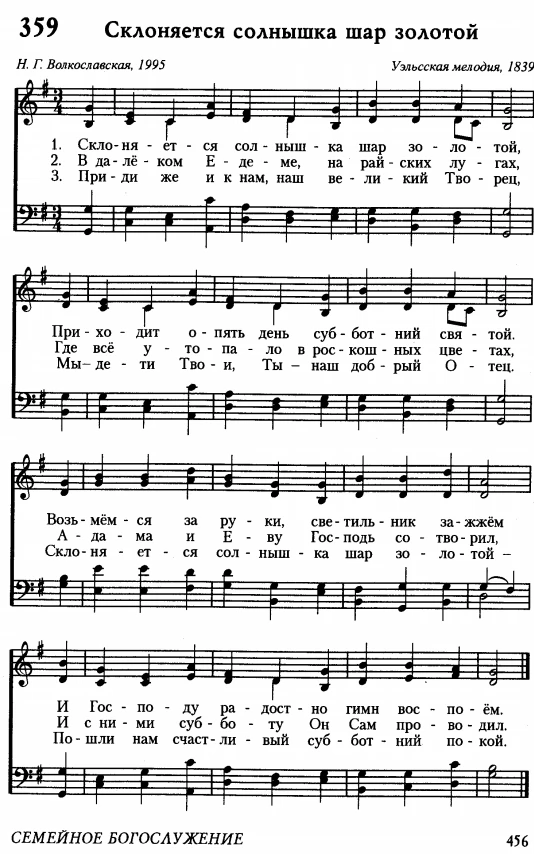 359 Склоняется солнышка шар золотой
Н. Г. Волкославская, 1995 Уэльсская мелодия, 1839
1. Скло - ня - ет - ся сол - ныш - ка шар зо - ло - той,
2. В да - лё - ком Е - де - ме, на рай - ских лу - гах,
3. При - ди же и к нам, наш ве - ли - кий Тво - рец,
При - хо - дит о - пять день суб - бот - ний свя - той.
Где всё у - то - па - ло в рос - кош - ных цве - тах,
Мы - де - ти Тво - и, Ты — наш доб - рый О - тец.
Возь - мём - ся за ру - ки, све - тиль - ник за - жжём
А - да - ма и Е - ву Гос - подь со - тво - рил,
Скло - ня - ет - ся сол - ныш - ка шар зо - ло - той –
И Гос - по - ду ра - дост - но гимн вос - по - ём.
И с ни - ми суб - бо - ту Он Сам про - во - дил.
По - шли нам счаст - ли - вый суб - бот - ний по - кой.
СЕМЕЙНОЕ БОГОСЛУЖЕНИЕ 456